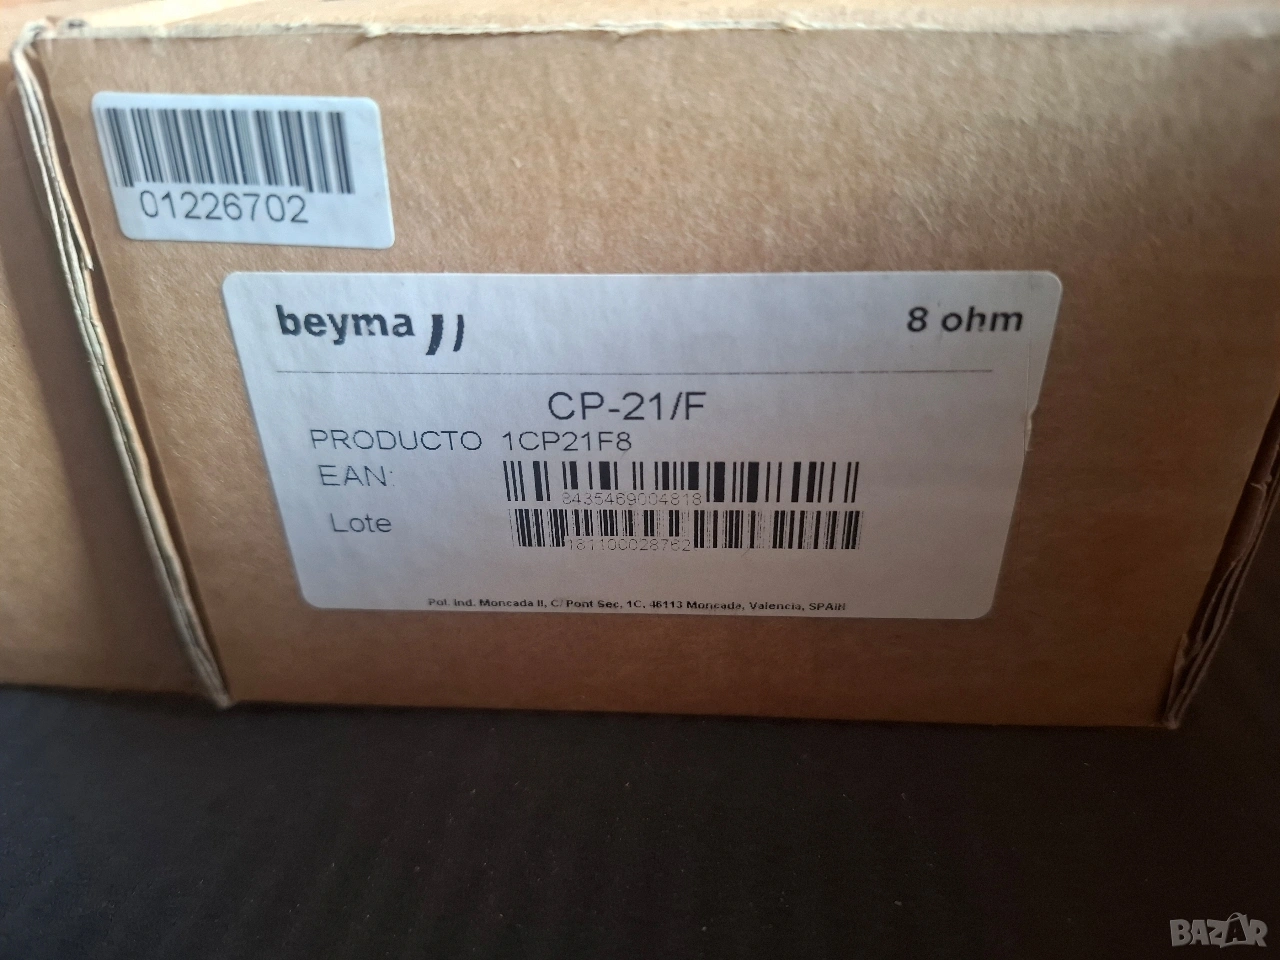 01226702
beyma
8 ohm
CP-21/F
PRODUCTO 1CP21F8
EAN:
8435469004818
Lote
181100028762
Pol. Ind. Moncada II, C/ Pont Sec, 1C, 46113 Moncada, Valencia, SPAIN
BAZAR